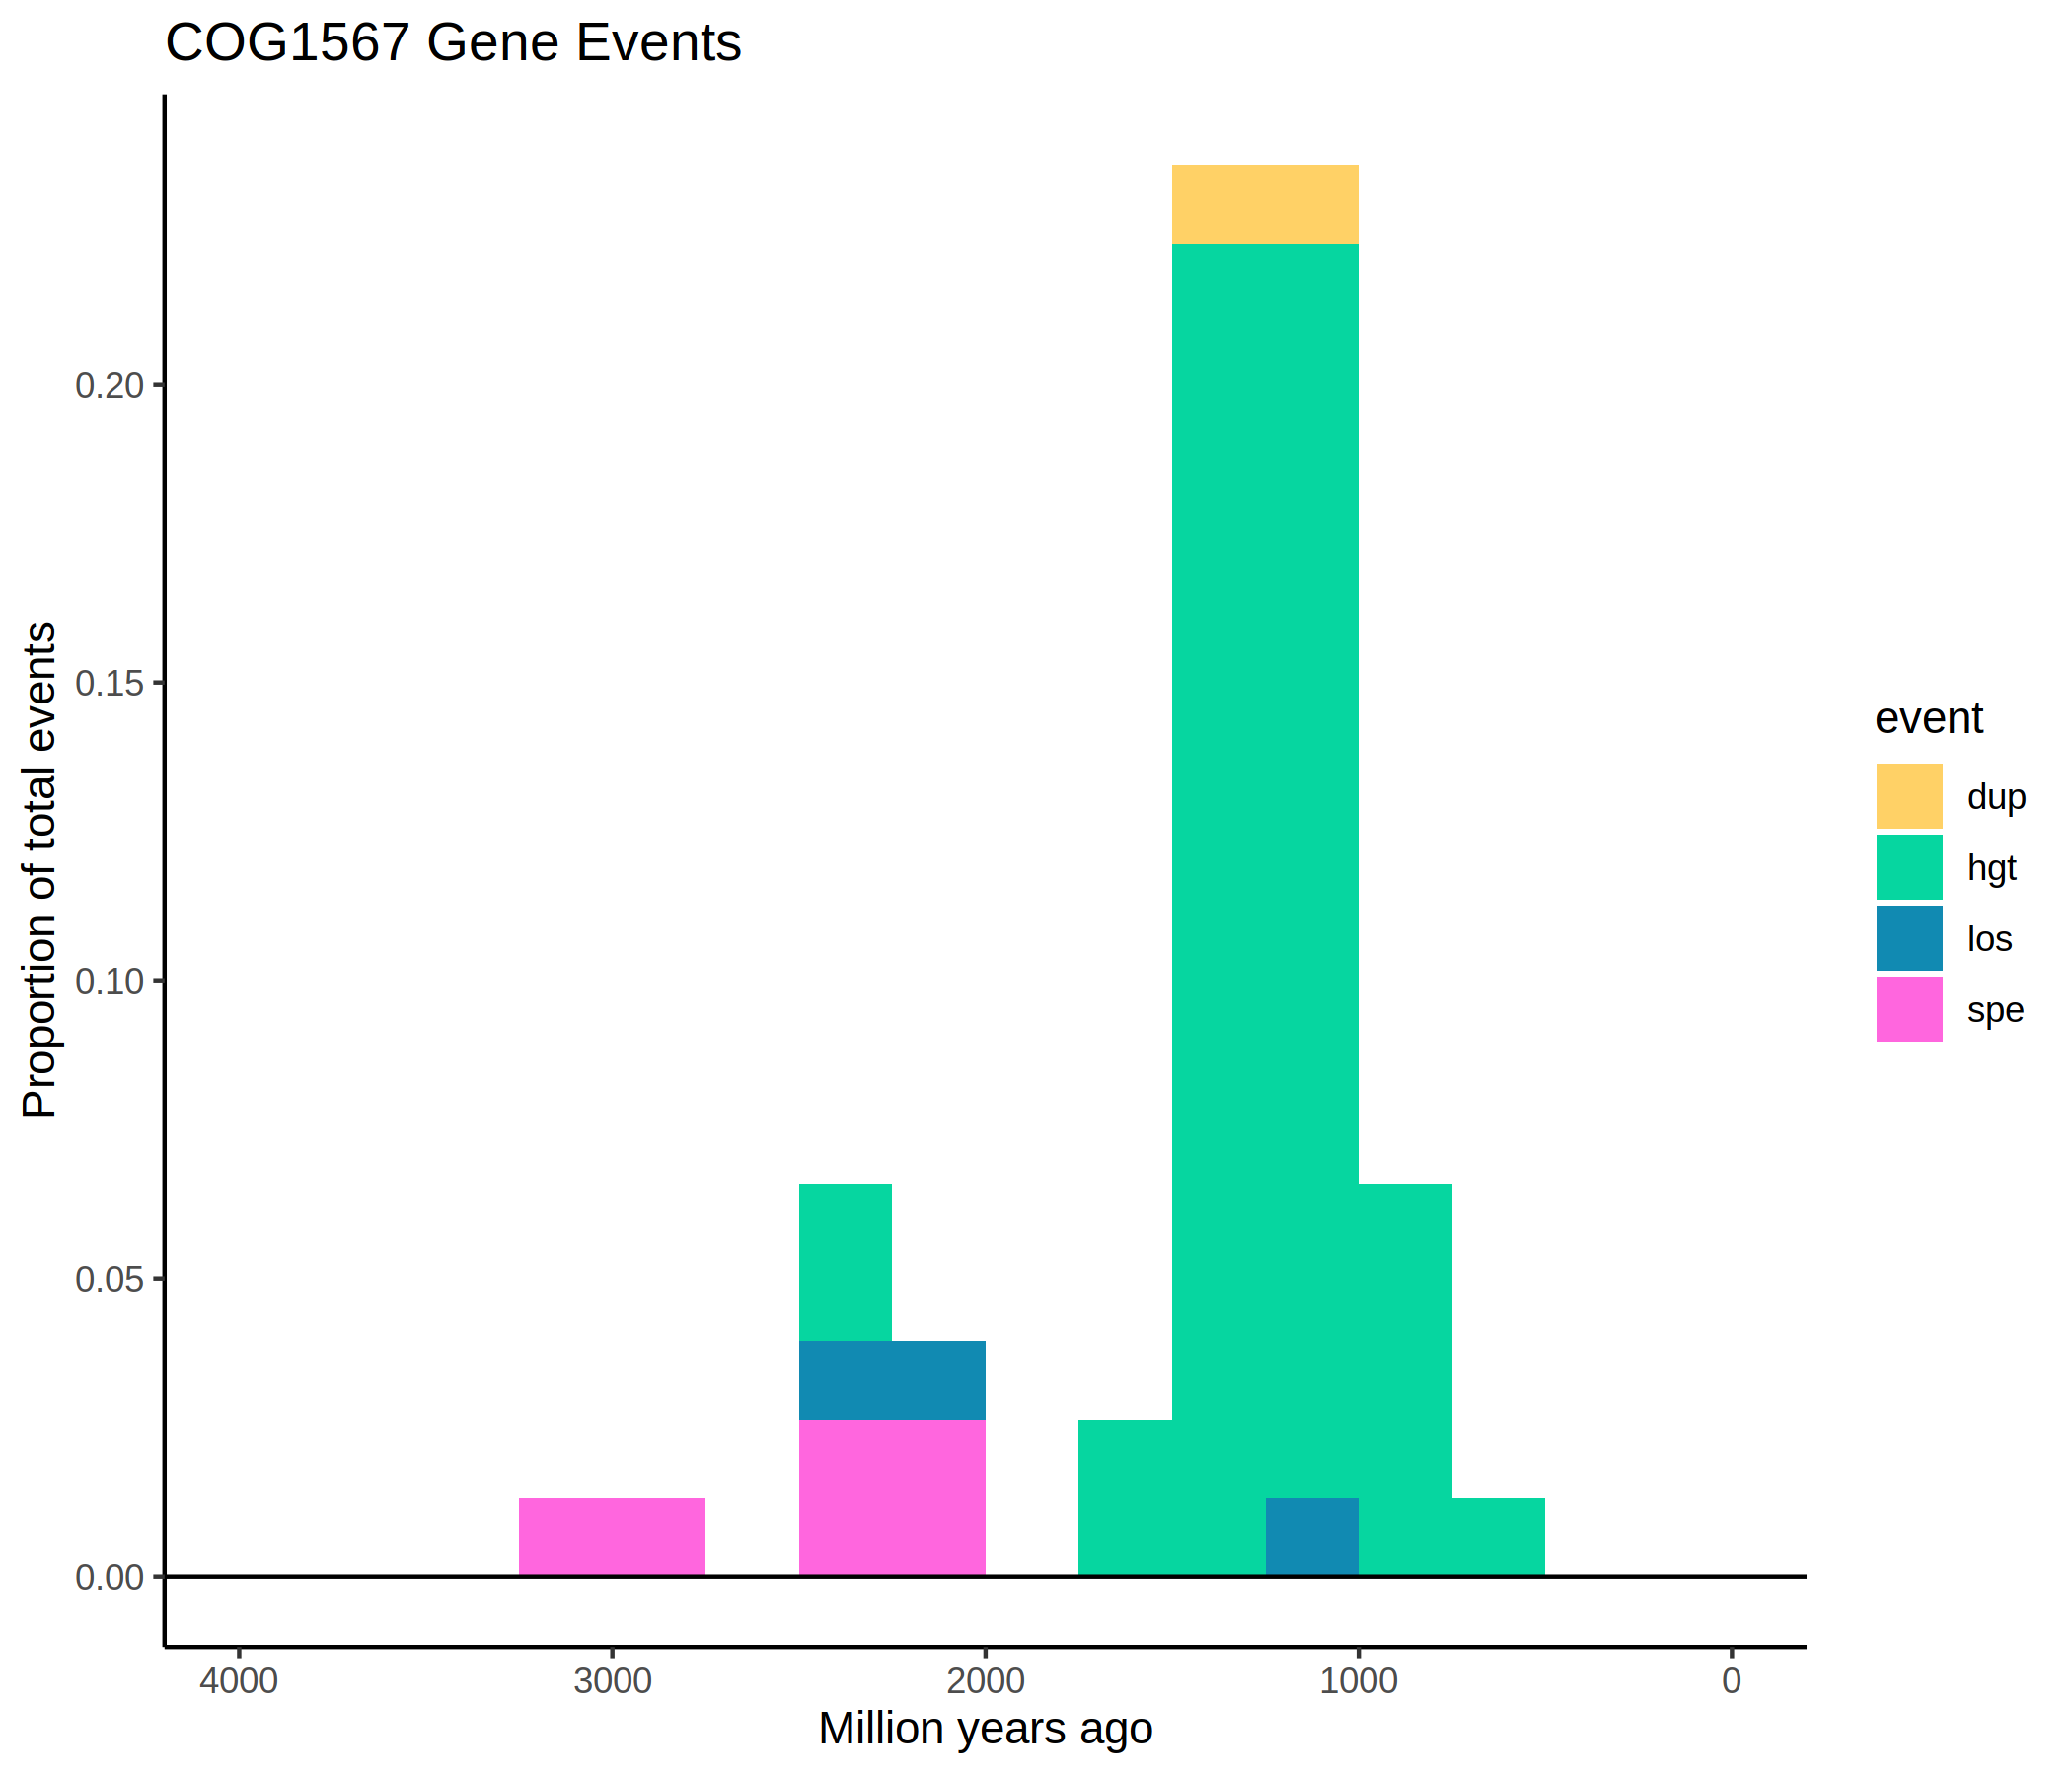 COG1567 Gene Events
Proportion of total events
0.20
0.15
0.10
0.05
0.00
4000 3000 2000 1000 0
Million years ago
event
dup
hgt
los
spe